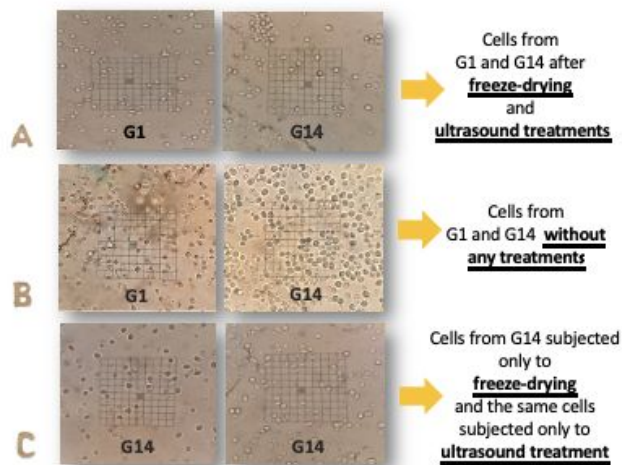 Cells from
G1 and G14 after
freeze-drying
and
ultrasound treatments
G1
G14
A
Cells from
G1 and G14 without
any treatments
G1
G14
B
Cells from G14 subjected
only to
freeze-drying
and the same cells
subjected only to
ultrasound treatment
G14
G14
C